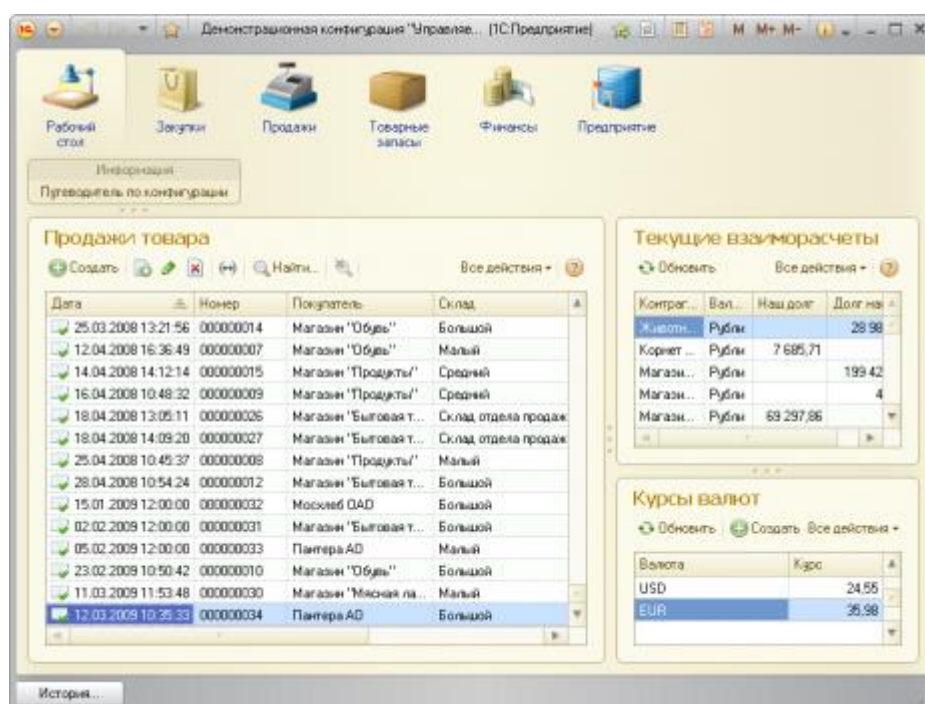 Демонстрационная конфигурация "Управляе... (1С:Предприятие)
M M+ M-
Рабочий стол
Закупки
Продажи
Товарные запасы
Финансы
Предприятие
Информация
Путеводитель по конфигурации
Продажи товара
Создать Найти... Все действия
Дата Номер Покупатель Склад
25.03.2008 13:21:56 000000014 Магазин "Обувь" Большой
12.04.2008 16:36:49 000000007 Магазин "Обувь" Малый
14.04.2008 14:12:14 000000015 Магазин "Продукты" Средний
16.04.2008 10:48:32 000000009 Магазин "Продукты" Средний
18.04.2008 13:05:11 000000026 Магазин "Бытовая т... Склад отдела продаж
18.04.2008 14:09:20 000000027 Магазин "Бытовая т... Склад отдела продаж
25.04.2008 10:45:37 000000008 Магазин "Продукты" Малый
28.04.2008 10:54:24 000000012 Магазин "Бытовая т... Большой
15.01.2009 12:00:00 000000032 Мосхлеб ОАО Большой
02.02.2009 12:00:00 000000031 Магазин "Бытовая т... Большой
05.02.2009 12:00:00 000000033 Пантера АО Малый
23.02.2009 10:50:42 000000010 Магазин "Обувь" Большой
11.03.2009 11:53:48 000000030 Магазин "Мясная ла... Малый
12.03.2009 10:35:33 000000034 Пантера АО Большой
Текущие взаиморасчеты
Обновить Все действия
Контраг... Вал... Наш долг Долг на
Животн... Рубли 28 98
Корнет ... Рубли 7 685,71
Магази... Рубли 199 42
Магази... Рубли 4
Магази... Рубли 69 297,86
Курсы валют
Обновить Создать Все действия
Валюта Курс
USD 24,55
EUR 35,98
История...